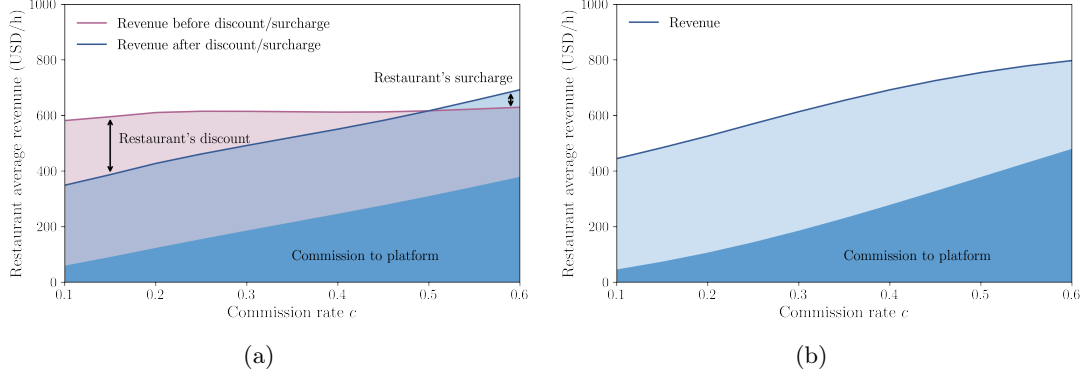 Restaurant average revenue (USD/h)
1000
800
600
400
200
0
Revenue before discount/surcharge
Revenue after discount/surcharge
Restaurant's surcharge
Restaurant's discount
Commission to platform
0.1 0.2 0.3 0.4 0.5 0.6
Commission rate c
(a)
Restaurant average revenue (USD/h)
1000
800
600
400
200
0
Revenue
Commission to platform
0.1 0.2 0.3 0.4 0.5 0.6
Commission rate c
(b)